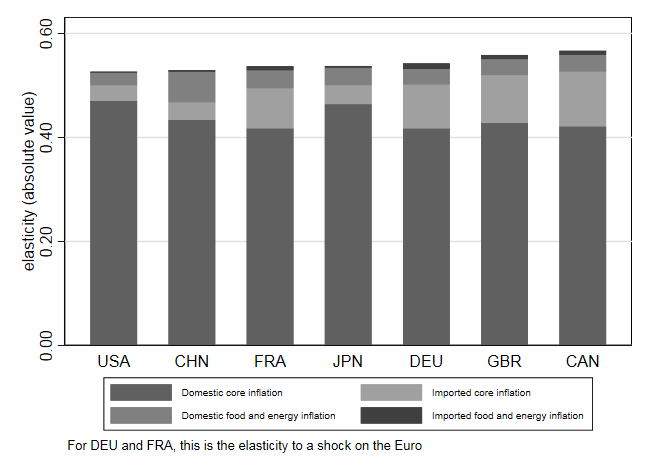 0.60
0.40
0.20
0.00
elasticity (absolute value)
USA CHN FRA JPN DEU GBR CAN
Domestic core inflation Imported core inflation
Domestic food and energy inflation Imported food and energy inflation
For DEU and FRA, this is the elasticity to a shock on the Euro